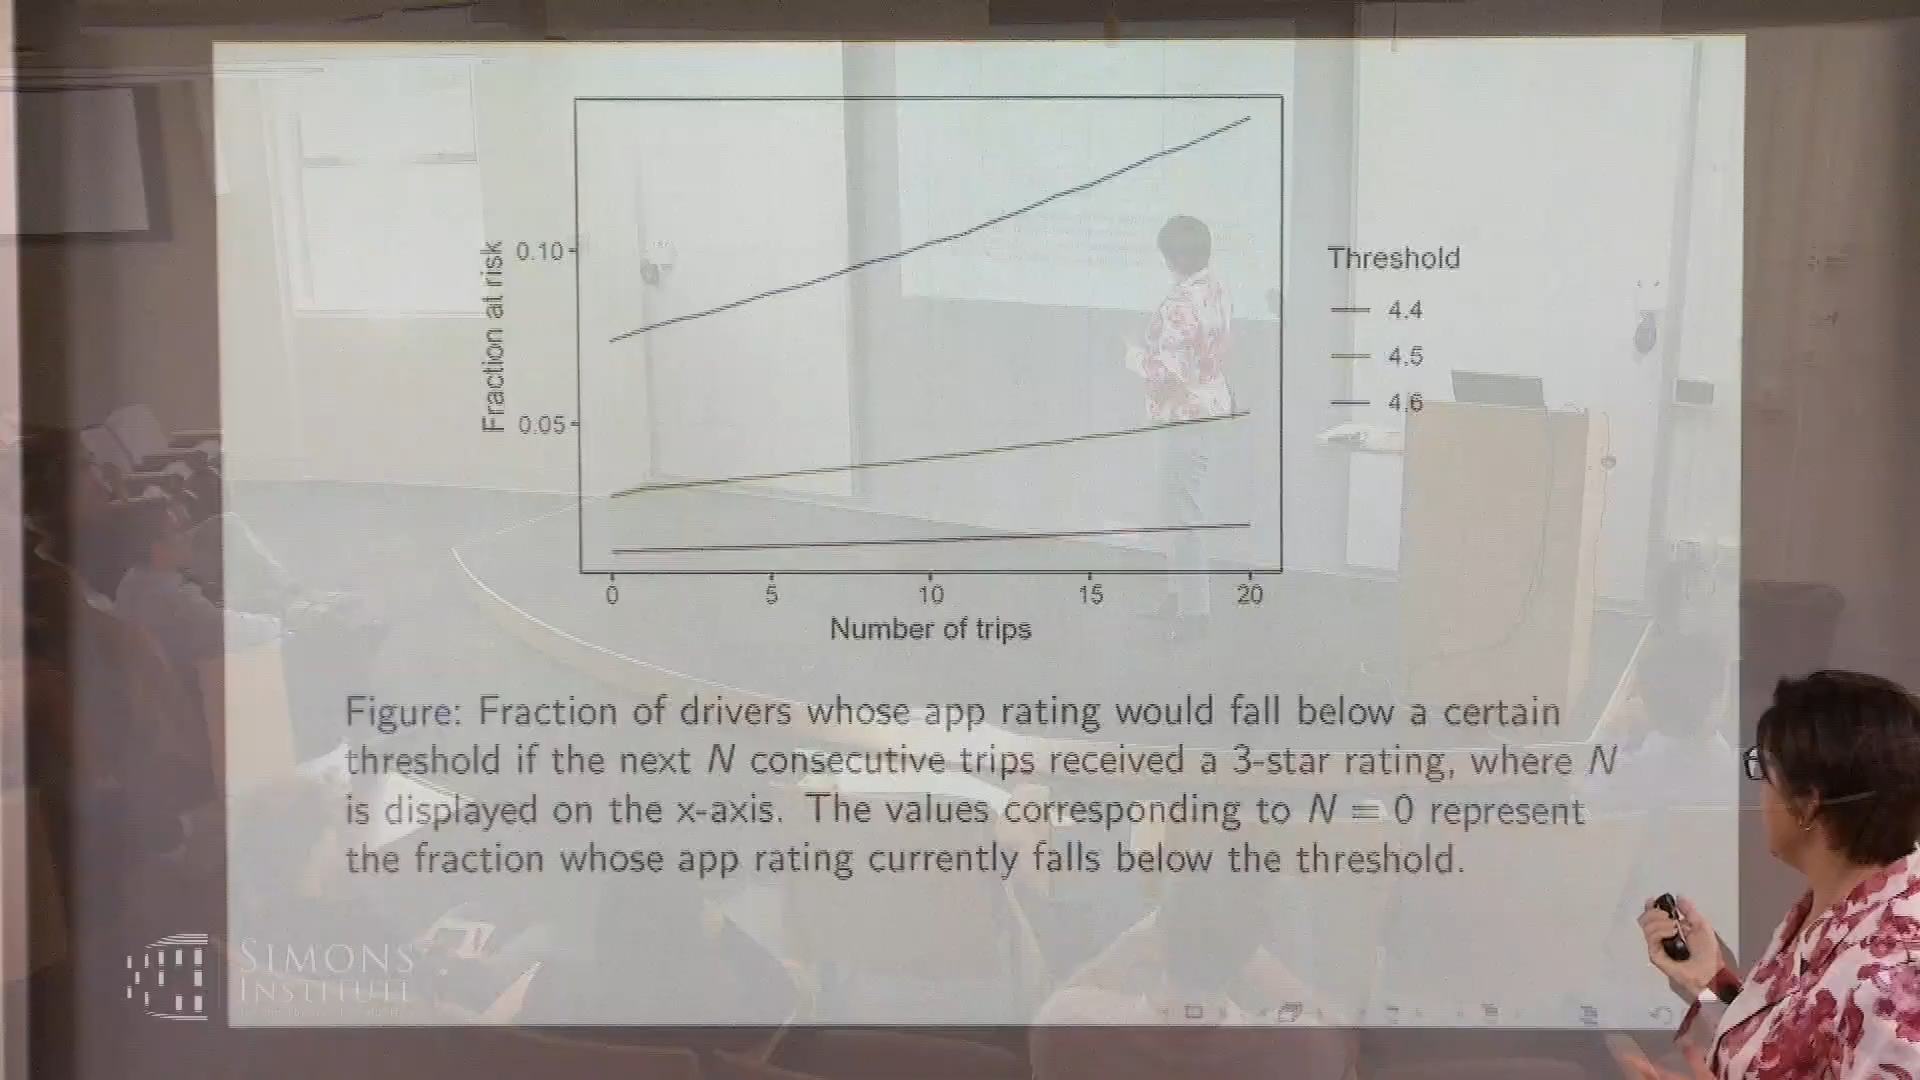 0.10
0.05
Fraction at risk
0
5
10
15
20
Number of trips
Threshold
4.4
4.5
4.6
Figure: Fraction of drivers whose app rating would fall below a certain
threshold if the next N consecutive trips received a 3-star rating, where N
is displayed on the x-axis. The values corresponding to N = 0 represent
the fraction whose app rating currently falls below the threshold.
SIMONS
INSTITUTE